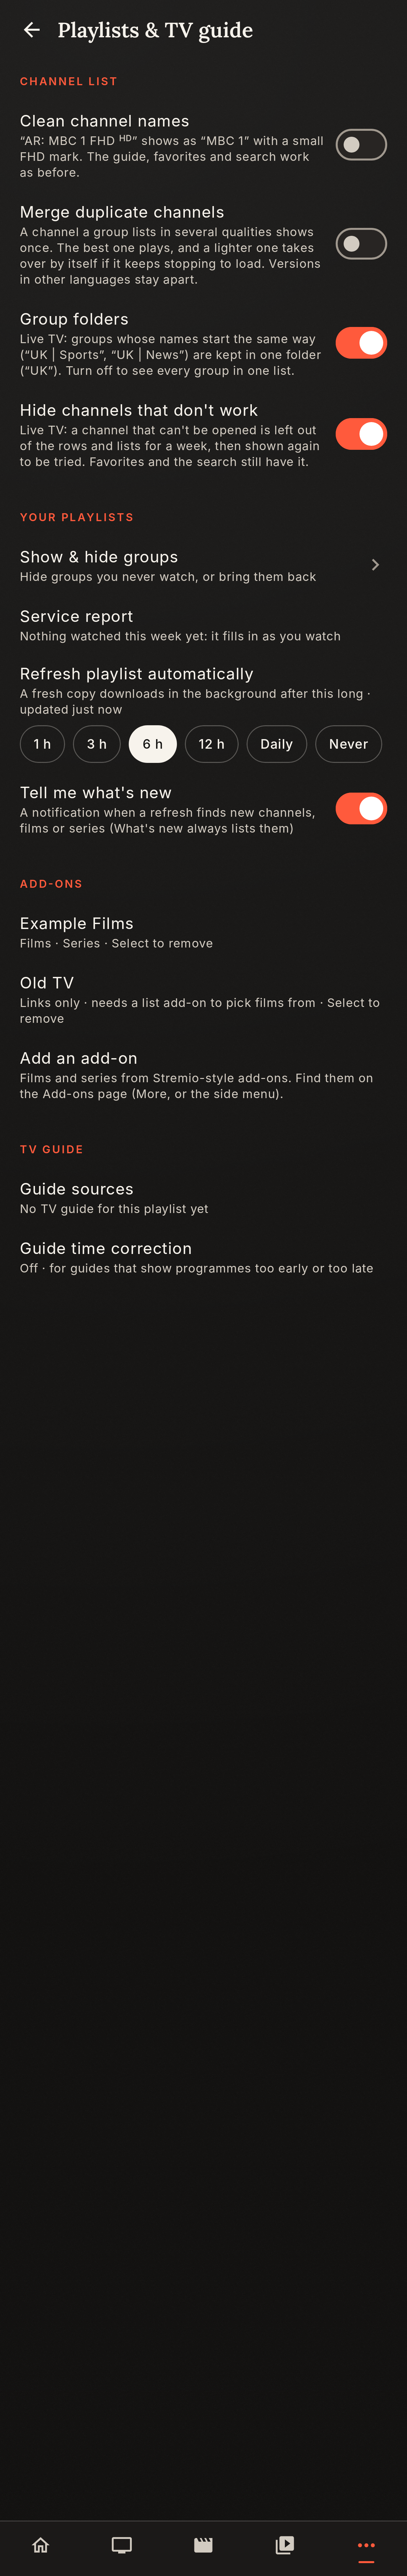 Playlists & TV guide
CHANNEL LIST
Clean channel names
“AR: MBC 1 FHD ᴴᴰ” shows as “MBC 1” with a small
FHD mark. The guide, favorites and search work
as before.
Merge duplicate channels
A channel a group lists in several qualities shows
once. The best one plays, and a lighter one takes
over by itself if it keeps stopping to load. Versions
in other languages stay apart.
Group folders
Live TV: groups whose names start the same way
(“UK | Sports”, “UK | News”) are kept in one folder
(“UK”). Turn off to see every group in one list.
Hide channels that don't work
Live TV: a channel that can't be opened is left out
of the rows and lists for a week, then shown again
to be tried. Favorites and the search still have it.
YOUR PLAYLISTS
Show & hide groups
Hide groups you never watch, or bring them back
Service report
Nothing watched this week yet: it fills in as you watch
Refresh playlist automatically
A fresh copy downloads in the background after this long ·
updated just now
1 h 3 h 6 h 12 h Daily Never
Tell me what's new
A notification when a refresh finds new channels,
films or series (What's new always lists them)
ADD-ONS
Example Films
Films · Series · Select to remove
Old TV
Links only · needs a list add-on to pick films from · Select to
remove
Add an add-on
Films and series from Stremio-style add-ons. Find them on
the Add-ons page (More, or the side menu).
TV GUIDE
Guide sources
No TV guide for this playlist yet
Guide time correction
Off · for guides that show programmes too early or too late